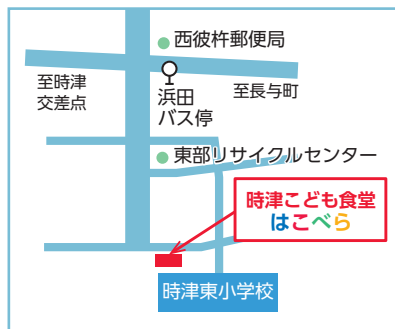 西彼杵郵便局
至時津
交差点
浜田
バス停
至長与町
東部リサイクルセンター
時津こども食堂
はこべら
時津東小学校